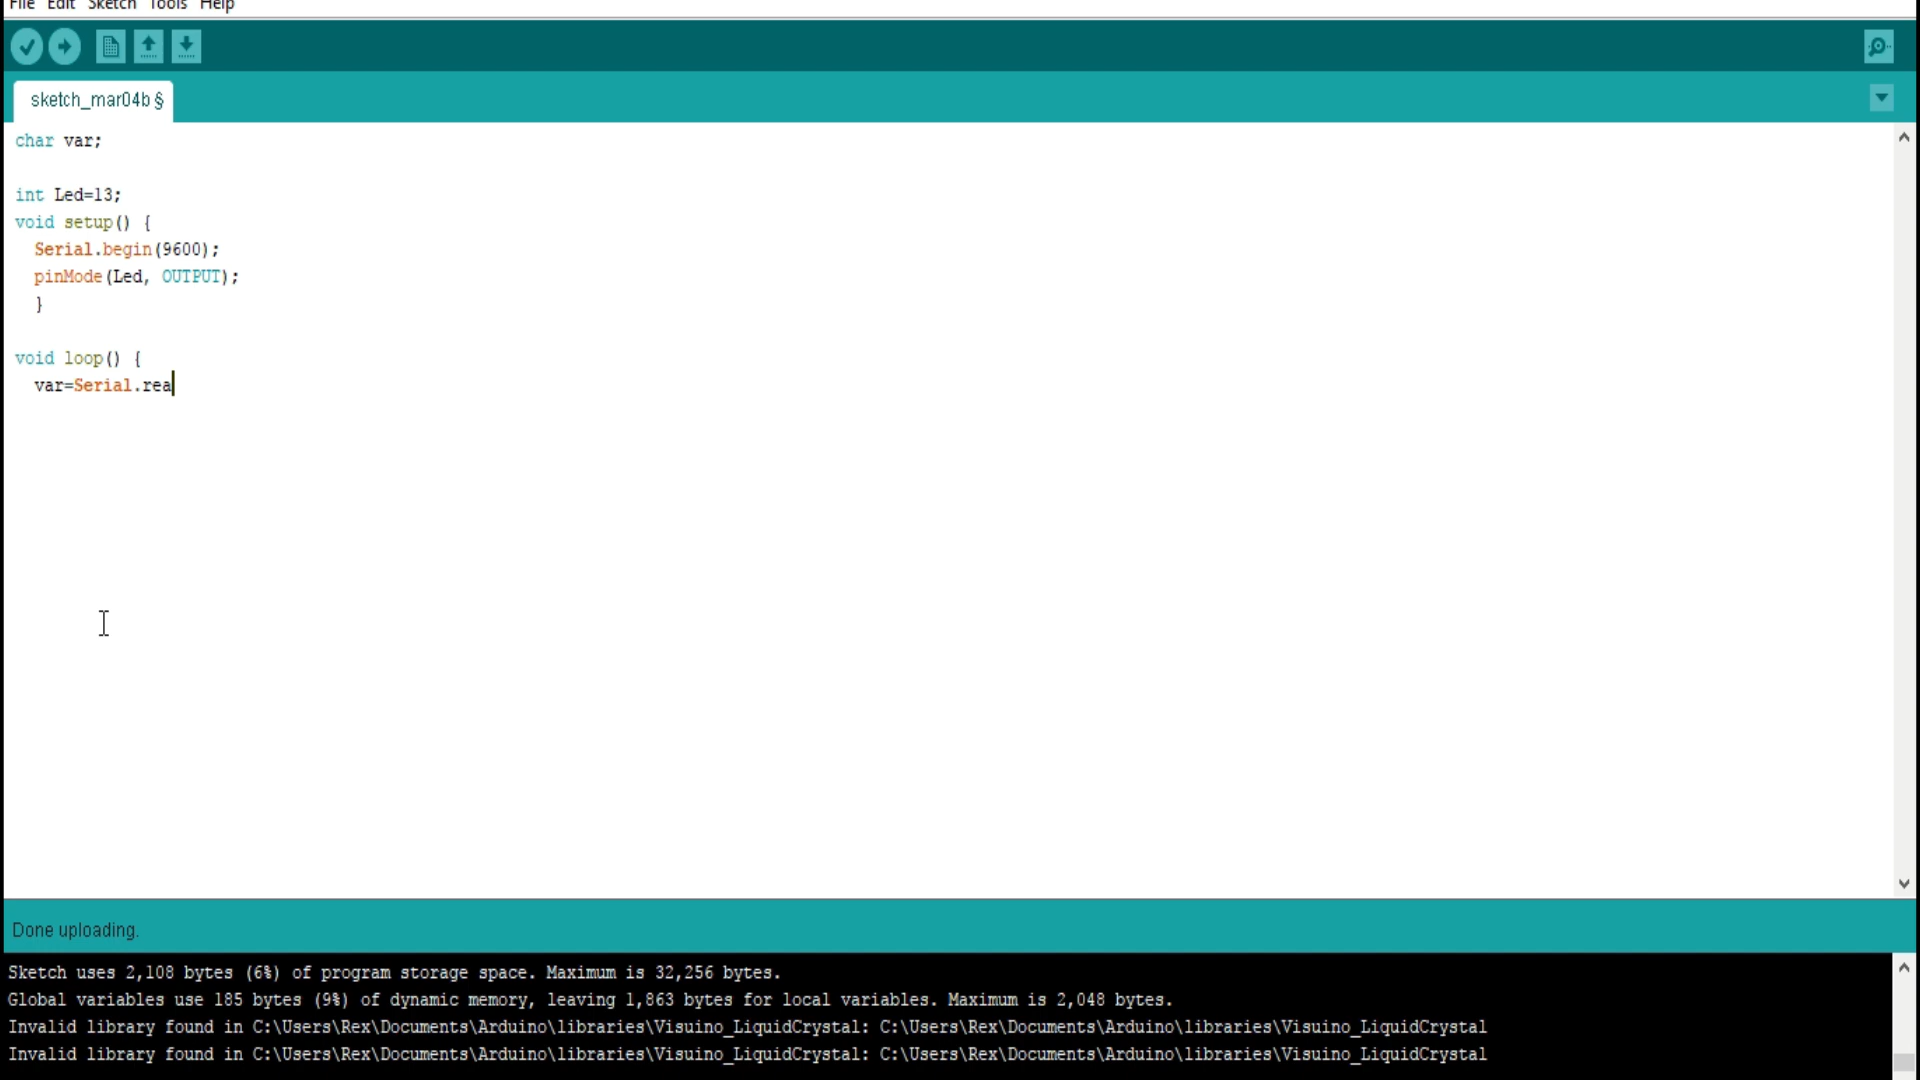 File Edit Sketch Tools Help
sketch_mar04b §
char var;
int Led=13;
void setup() {
Serial.begin(9600);
pinMode(Led, OUTPUT);
}
void loop() {
var=Serial.rea
Done uploading.
Sketch uses 2,108 bytes (6%) of program storage space. Maximum is 32,256 bytes.
Global variables use 185 bytes (9%) of dynamic memory, leaving 1,863 bytes for local variables. Maximum is 2,048 bytes.
Invalid library found in C:\Users\Rex\Documents\Arduino\libraries\Visuino_LiquidCrystal: C:\Users\Rex\Documents\Arduino\libraries\Visuino_LiquidCrystal
Invalid library found in C:\Users\Rex\Documents\Arduino\libraries\Visuino_LiquidCrystal: C:\Users\Rex\Documents\Arduino\libraries\Visuino_LiquidCrystal